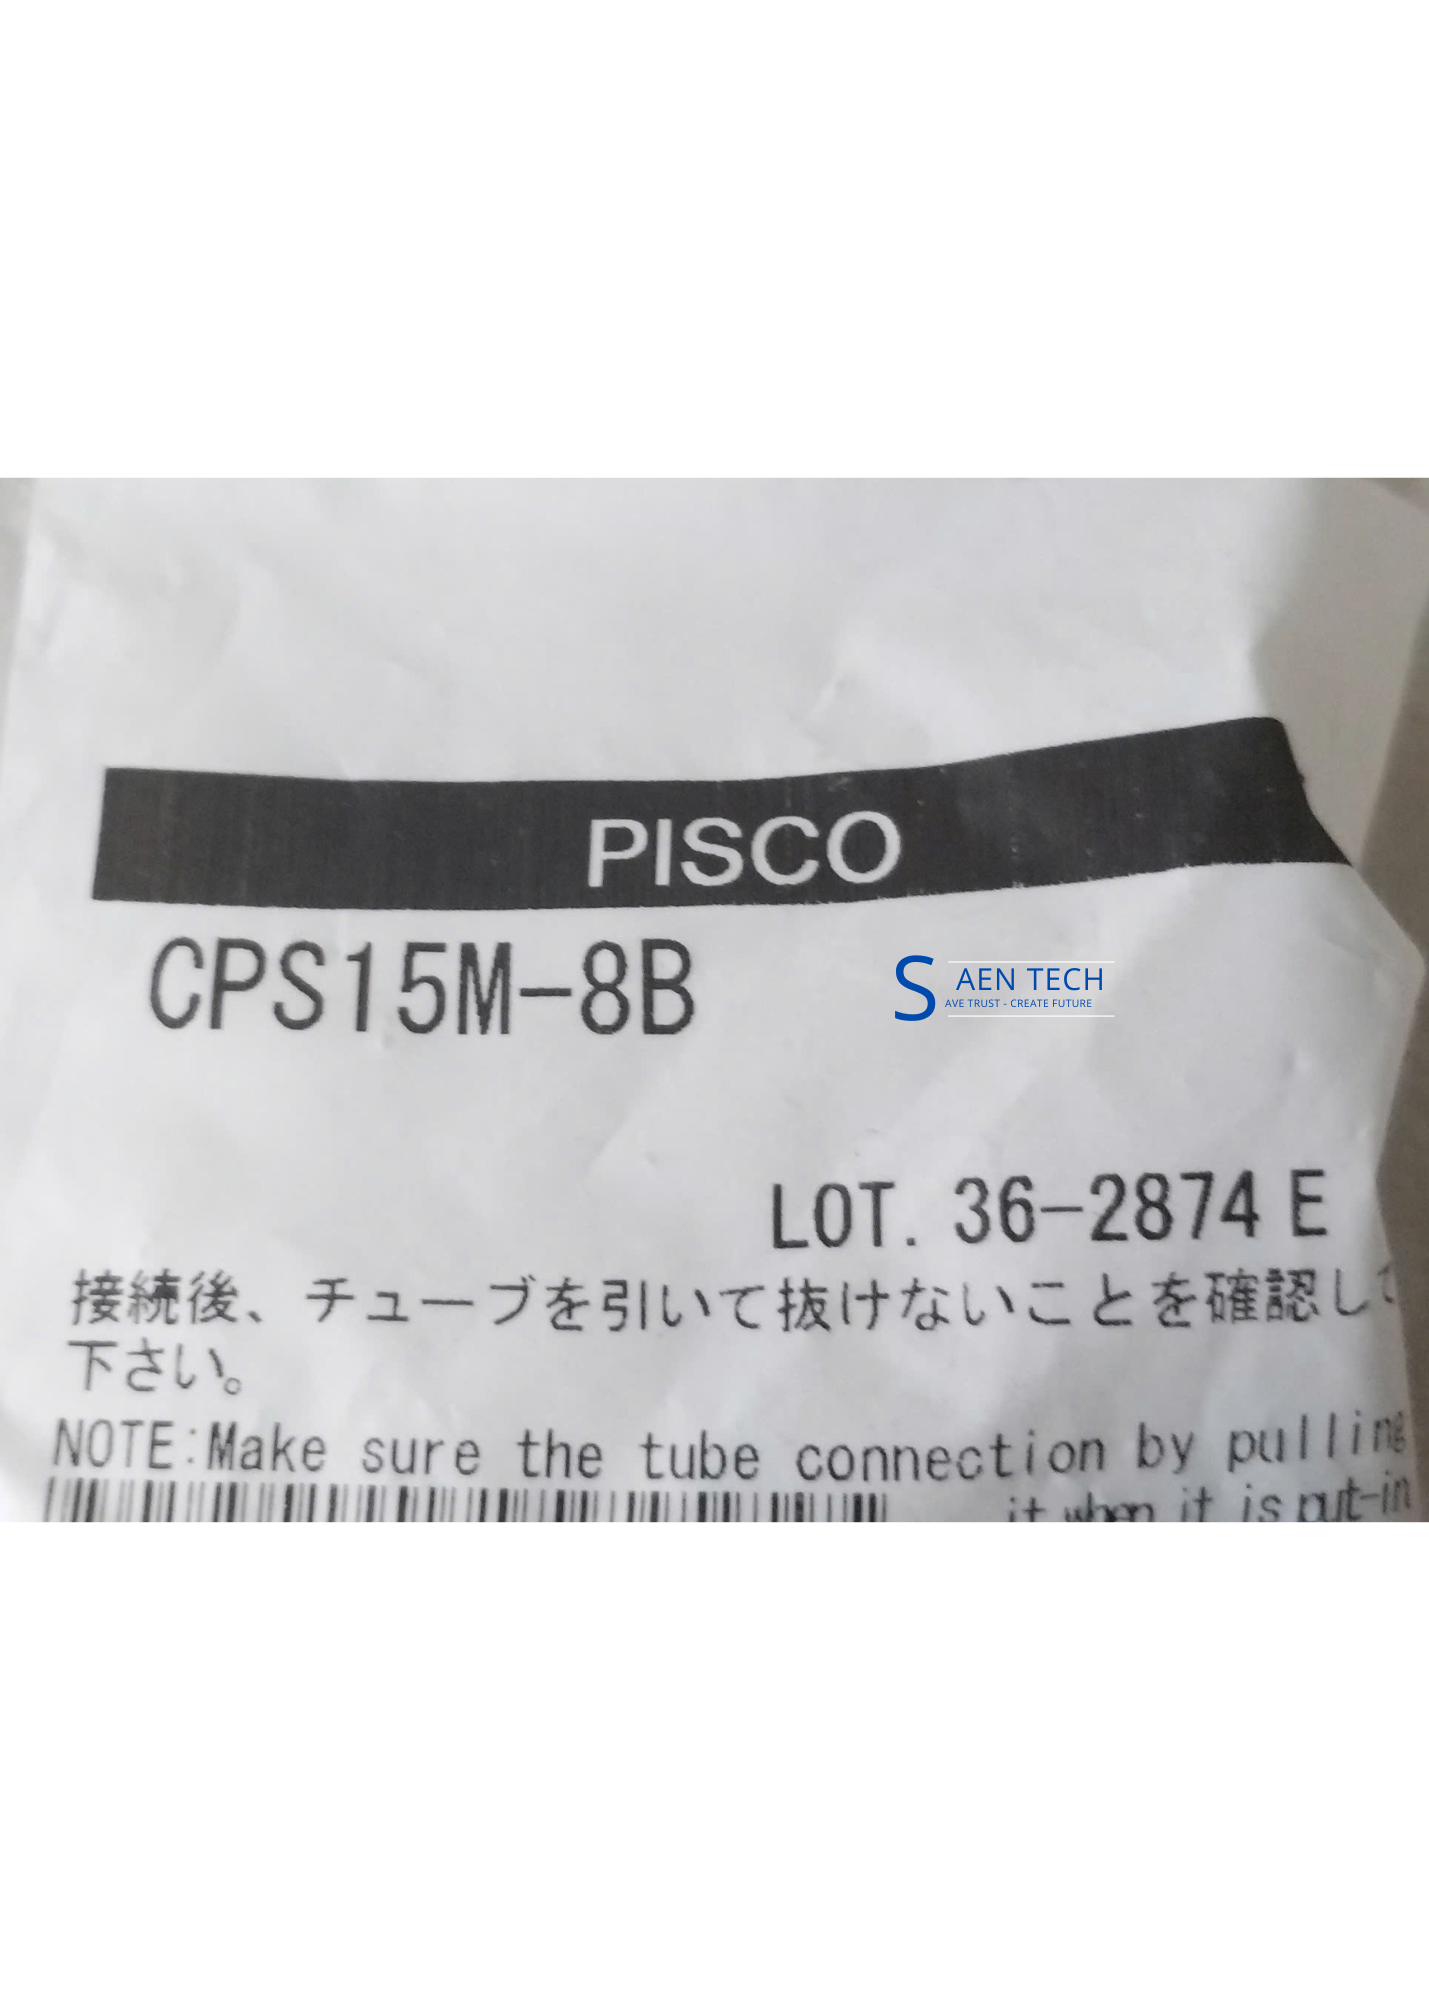 PISCO
CPS15M-8B
SAEN TECH
AVE TRUST - CREATE FUTURE
LOT. 36-2874 E
接続後、チューブを引いて抜けないことを確認して
下さい。
NOTE:Make sure the tube connection by pulling
it when it is put-in